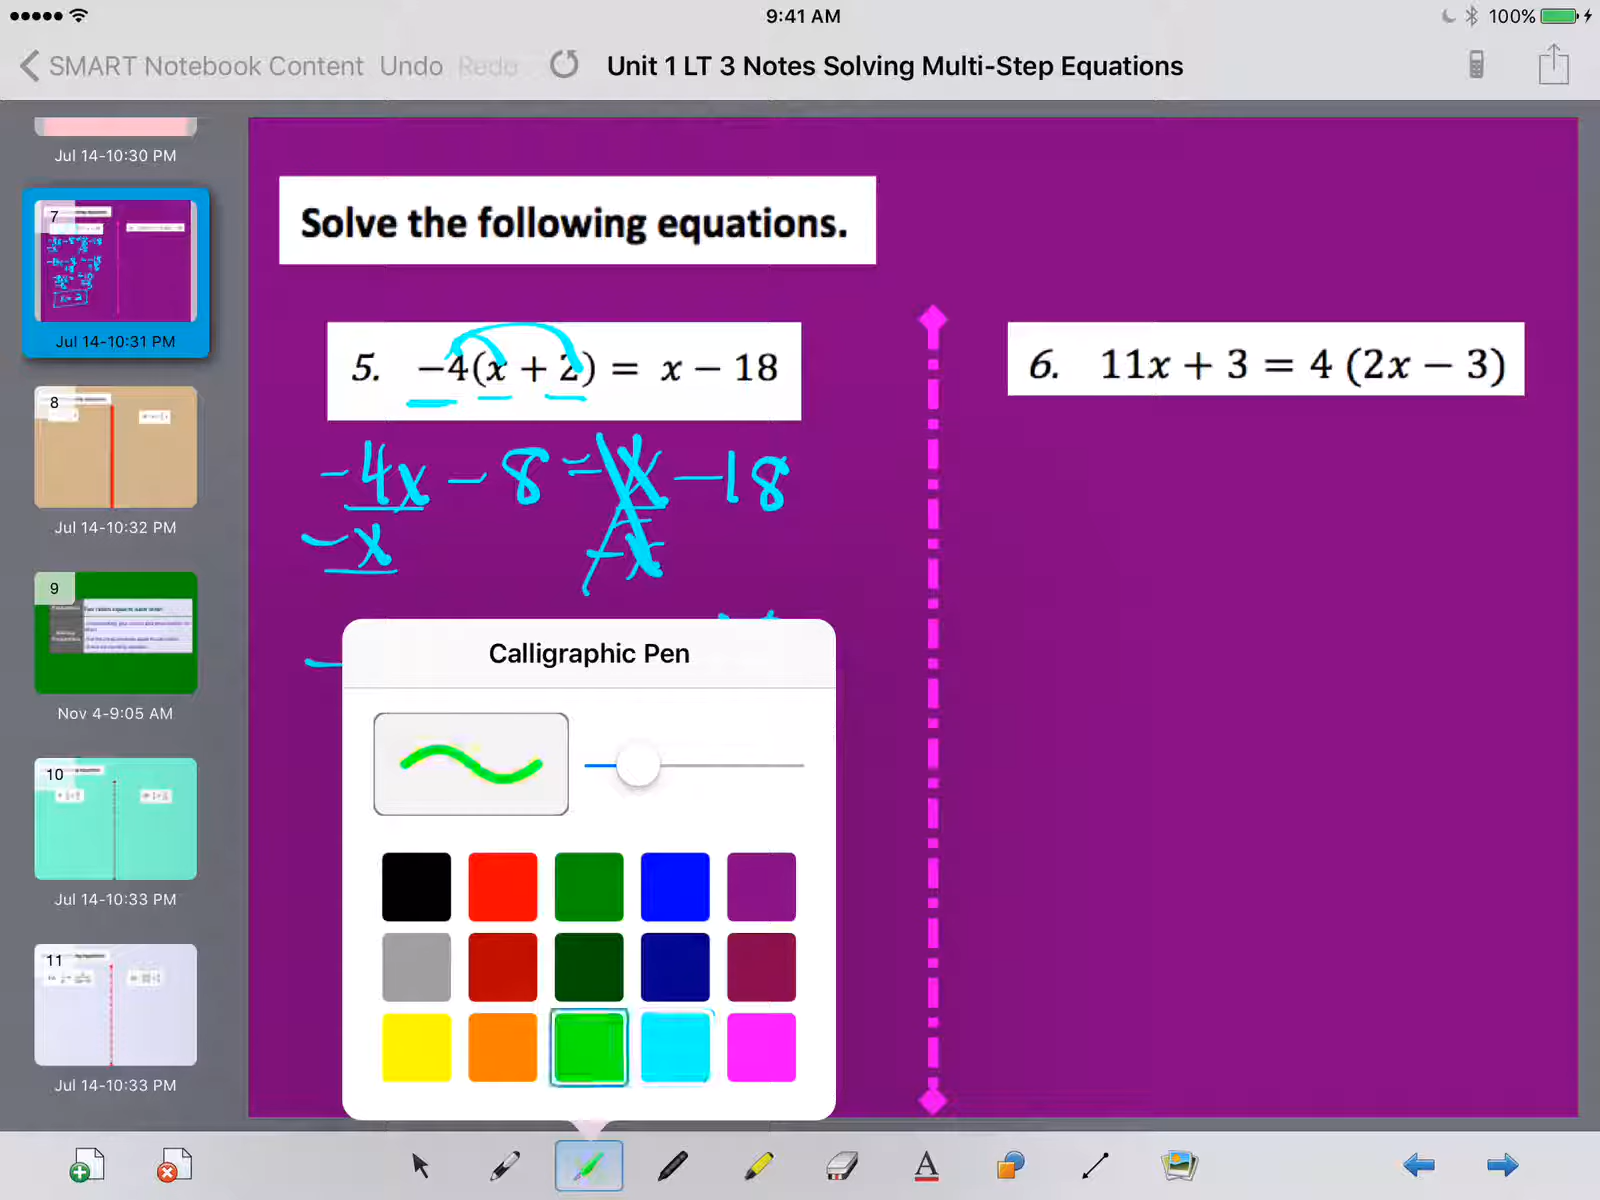 9:41 AM
100%
SMART Notebook Content Undo Redo Unit 1 LT 3 Notes Solving Multi-Step Equations
Jul 14-10:30 PM
7
Jul 14-10:31 PM
8
Jul 14-10:32 PM
9
Nov 4-9:05 AM
10
Jul 14-10:33 PM
11
Jul 14-10:33 PM
Solve the following equations.
5. −4(x + 2) = x − 18
-4x - 8 = x - 18
-x -x
6. 11x + 3 = 4 (2x − 3)
Calligraphic Pen
A